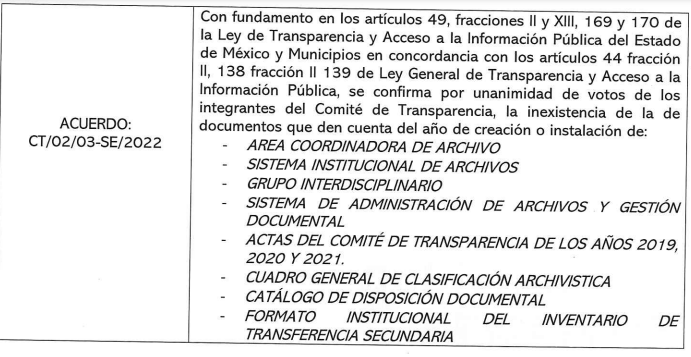 ACUERDO:
CT/02/03-SE/2022
Con fundamento en los artículos 49, fracciones II y XIII, 169 y 170 de
la Ley de Transparencia y Acceso a la Información Pública del Estado
de México y Municipios en concordancia con los artículos 44 fracción
II, 138 fracción II 139 de Ley General de Transparencia y Acceso a la
Información Pública, se confirma por unanimidad de votos de los
integrantes del Comité de Transparencia, la inexistencia de la de
documentos que den cuenta del año de creación o instalación de:
- AREA COORDINADORA DE ARCHIVO
- SISTEMA INSTITUCIONAL DE ARCHIVOS
- GRUPO INTERDISCIPLINARIO
- SISTEMA DE ADMINISTRACIÓN DE ARCHIVOS Y GESTIÓN
DOCUMENTAL
- ACTAS DEL COMITÉ DE TRANSPARENCIA DE LOS AÑOS 2019,
2020 Y 2021.
- CUADRO GENERAL DE CLASIFICACIÓN ARCHIVISTICA
- CATÁLOGO DE DISPOSICIÓN DOCUMENTAL
- FORMATO INSTITUCIONAL DEL INVENTARIO DE
TRANSFERENCIA SECUNDARIA